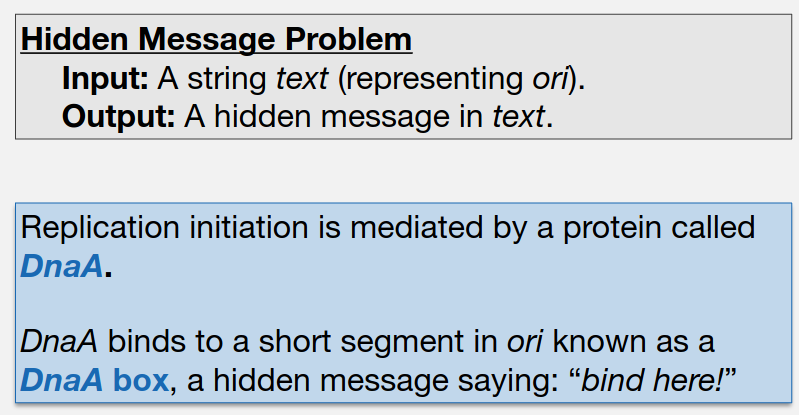 Hidden Message Problem
Input: A string text (representing ori).
Output: A hidden message in text.
Replication initiation is mediated by a protein called
DnaA.
DnaA binds to a short segment in ori known as a
DnaA box, a hidden message saying: “bind here!”